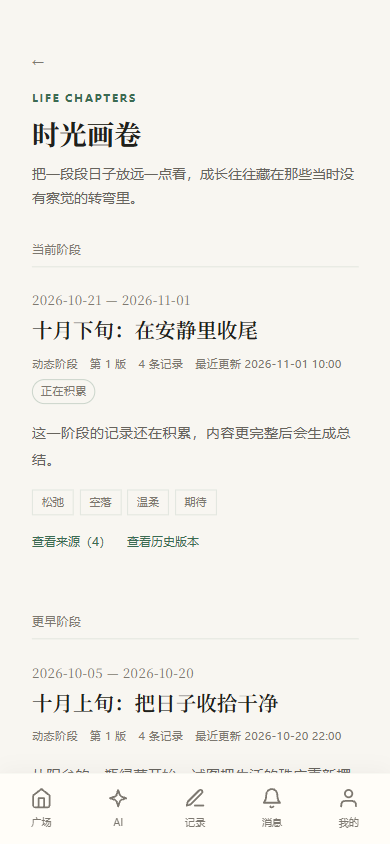 ←
LIFE CHAPTERS
时光画卷
把一段段日子放远一点看，成长往往藏在那些当时没
有察觉的转弯里。
当前阶段
2026-10-21 — 2026-11-01
十月下旬：在安静里收尾
动态阶段 第 1 版 4 条记录 最近更新 2026-11-01 10:00
正在积累
这一阶段的记录还在积累，内容更完整后会生成总
结。
松弛 空落 温柔 期待
查看来源（4） 查看历史版本
更早阶段
2026-10-05 — 2026-10-20
十月上旬：把日子收拾干净
动态阶段 第 1 版 4 条记录 最近更新 2026-10-20 22:00
广场 AI 记录 消息 我的